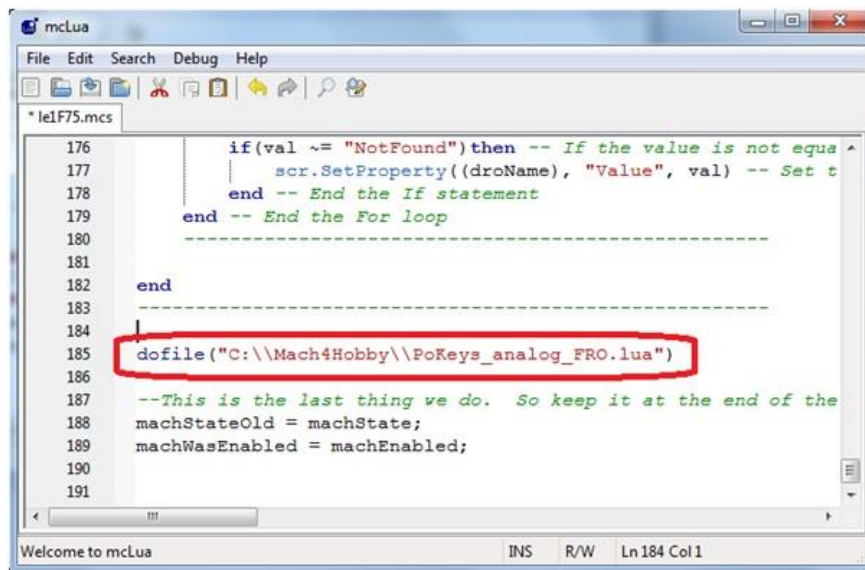 mcLua
File Edit Search Debug Help
* le1F75.mcs
176 if(val ~= "NotFound")then -- If the value is not equa
177 scr.SetProperty((droName), "Value", val) -- Set t
178 end -- End the If statement
179 end -- End the For loop
180 ---------------------------------------------------
181
182 end
183 -------------------------------------------------------
184
185 dofile("C:\\Mach4Hobby\\PoKeys_analog_FRO.lua")
186
187 --This is the last thing we do.  So keep it at the end of the
188 machStateOld = machState;
189 machWasEnabled = machEnabled;
190
191
Welcome to mcLua INS R/W Ln 184 Col 1